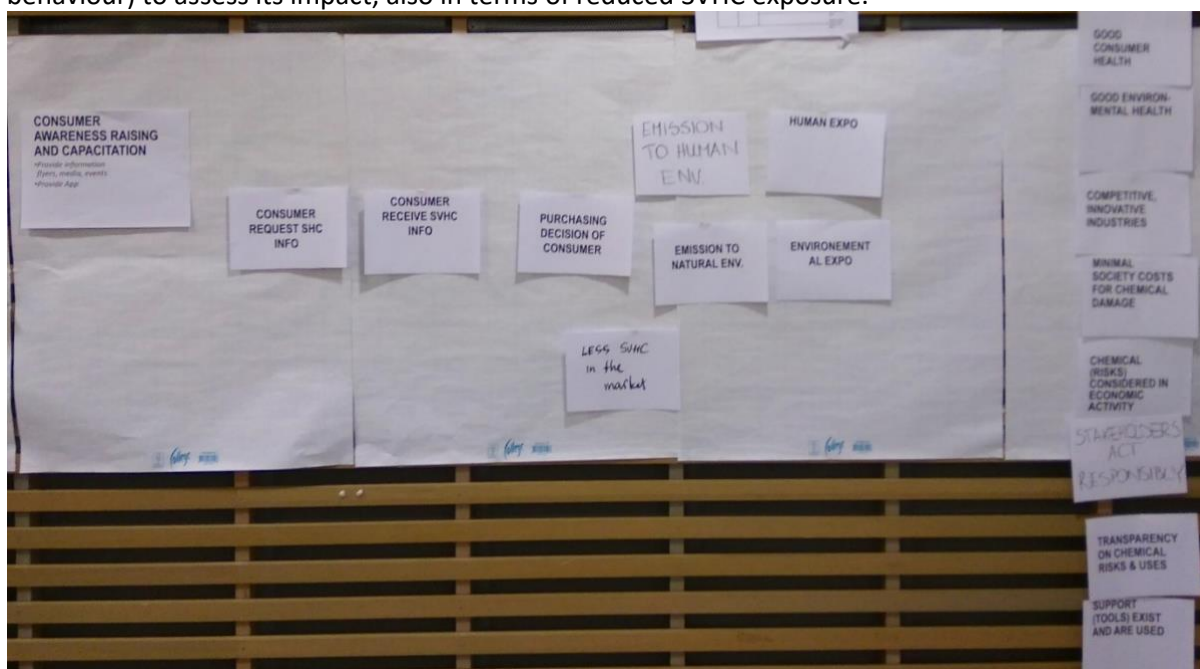 behaviour) to assess its impact, also in terms of reduced SVHC exposure.
CONSUMER
AWARENESS RAISING
AND CAPACITATION
•Provide information
flyers, media, events
•Provide App
CONSUMER
REQUEST SHC
INFO
CONSUMER
RECEIVE SVHC
INFO
PURCHASING
DECISION OF
CONSUMER
LESS SVHC
in the
market
EMISSION
TO HUMAN
ENV.
EMISSION TO
NATURAL ENV.
HUMAN EXPO
ENVIRONEMENT
AL EXPO
GOOD
CONSUMER
HEALTH
GOOD ENVIRON-
MENTAL HEALTH
COMPETITIVE,
INNOVATIVE
INDUSTRIES
MINIMAL
SOCIETY COSTS
FOR CHEMICAL
DAMAGE
CHEMICAL
(RISKS)
CONSIDERED IN
ECONOMIC
ACTIVITY
STAKEHOLDERS
ACT
RESPONSIBLY
TRANSPARENCY
ON CHEMICAL
RISKS & USES
SUPPORT
(TOOLS) EXIST
AND ARE USED